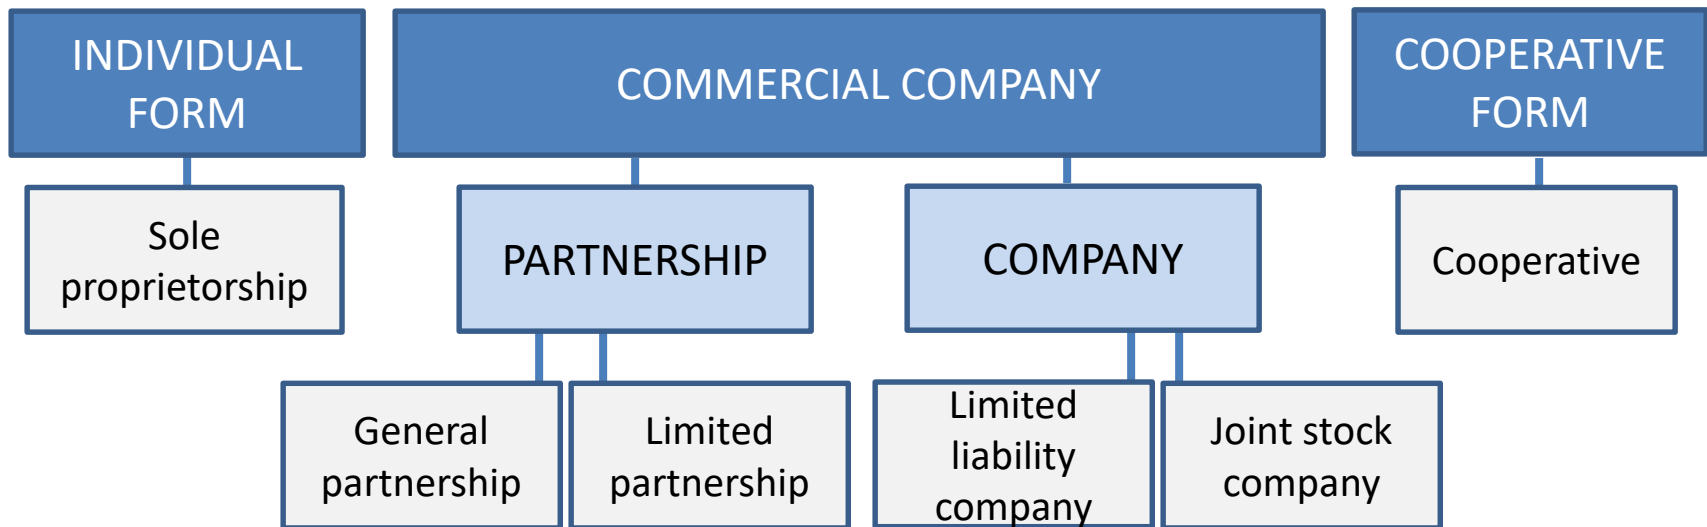 INDIVIDUAL
FORM
COMMERCIAL COMPANY
COOPERATIVE
FORM
Sole
proprietorship
PARTNERSHIP
COMPANY
Cooperative
General
partnership
Limited
partnership
Limited
liability
company
Joint stock
company